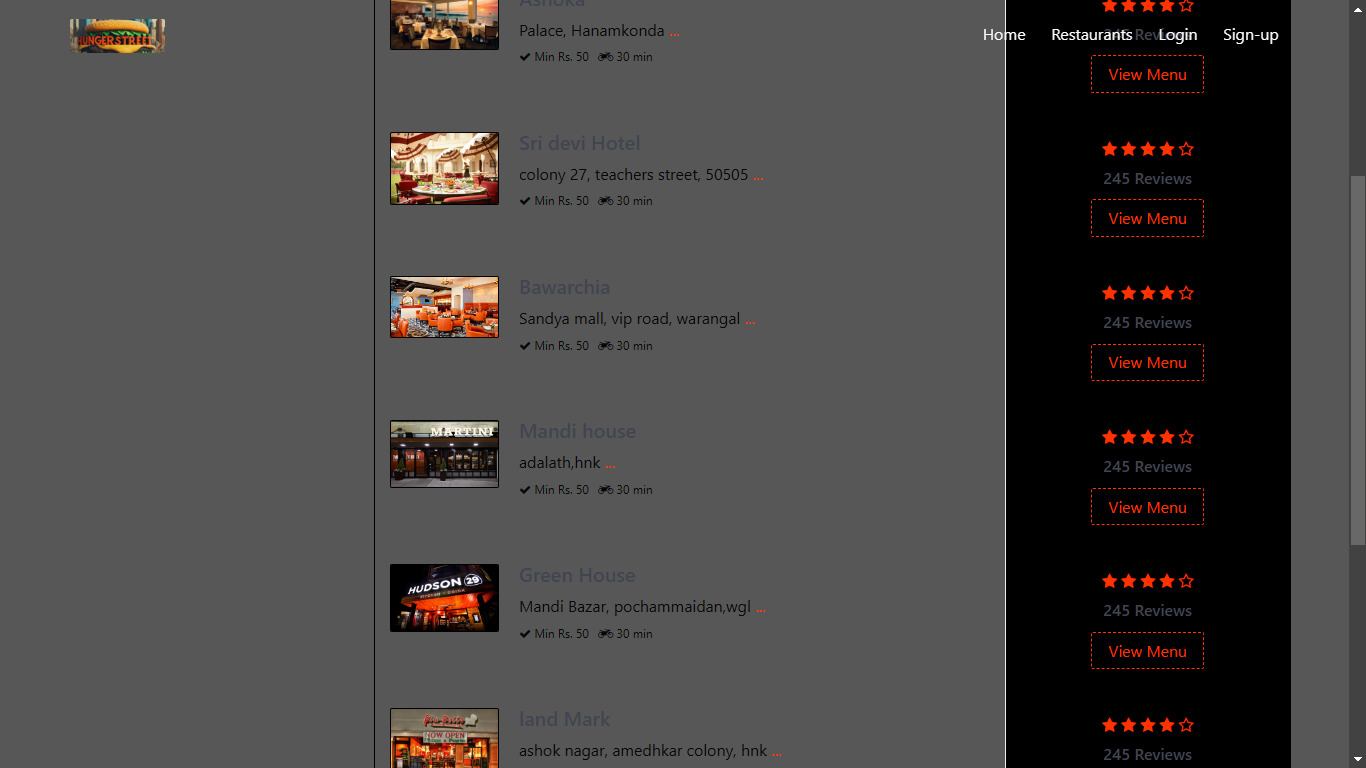 HUNGERSTREET
Home Restaurants Login Sign-up
Ashoka
Palace, Hanamkonda ...
Min Rs. 50 30 min
245 Reviews
View Menu
Sri devi Hotel
colony 27, teachers street, 50505 ...
Min Rs. 50 30 min
245 Reviews
View Menu
Bawarchia
Sandya mall, vip road, warangal ...
Min Rs. 50 30 min
245 Reviews
View Menu
MARTINI
Mandi house
adalath,hnk ...
Min Rs. 50 30 min
245 Reviews
View Menu
HUDSON 29
KITCHEN + DRINK
Green House
Mandi Bazar, pochammaidan,wgl ...
Min Rs. 50 30 min
245 Reviews
View Menu
NOW OPEN
land Mark
ashok nagar, amedhkar colony, hnk ...
245 Reviews